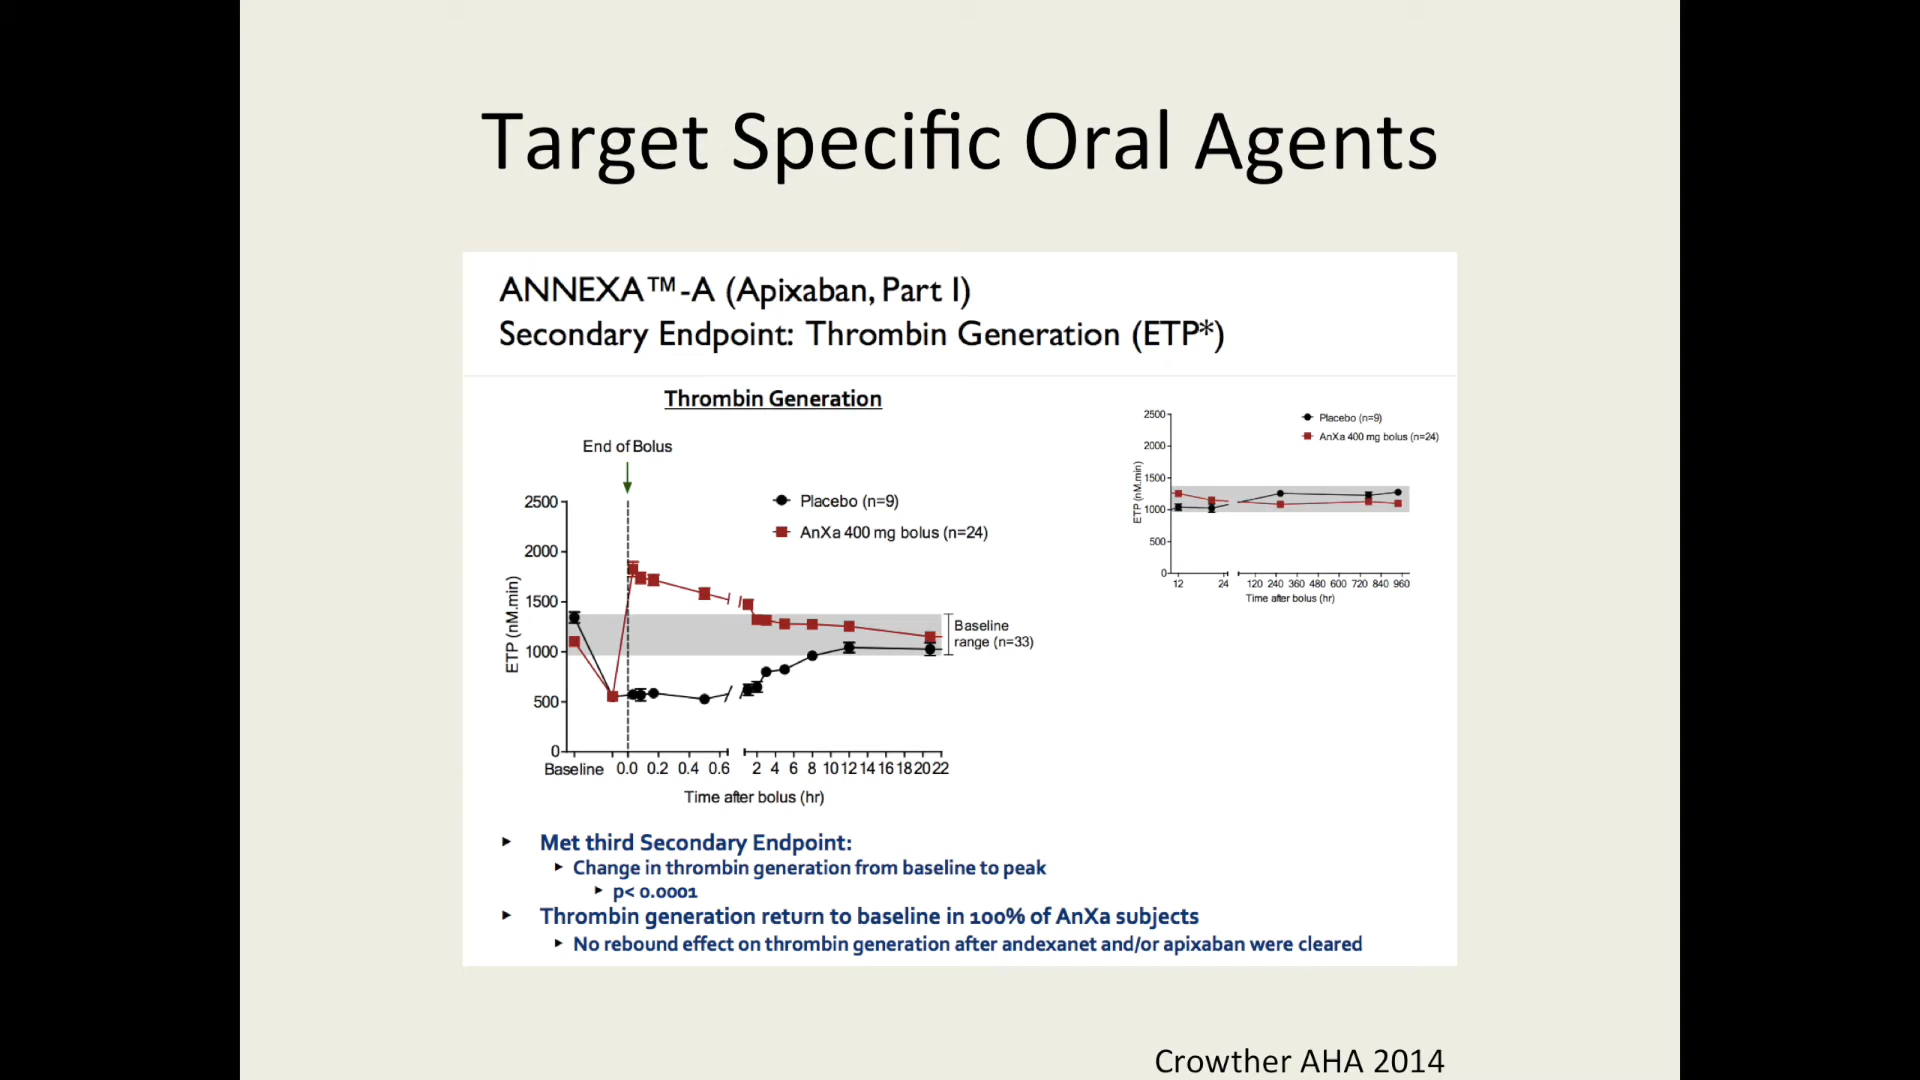 Target Specific Oral Agents
ANNEXA™-A (Apixaban, Part I)
Secondary Endpoint: Thrombin Generation (ETP*)
Thrombin Generation
End of Bolus
Placebo (n=9)
AnXa 400 mg bolus (n=24)
2500
2000
1500
1000
500
0
ETP (nM.min)
Baseline
range (n=33)
Baseline 0.0 0.2 0.4 0.6 2 4 6 8 10 12 14 16 18 20 22
Time after bolus (hr)
Placebo (n=9)
AnXa 400 mg bolus (n=24)
2500
2000
1500
1000
500
0
ETP (nM.min)
12 24 120 240 360 480 600 720 840 960
Time after bolus (hr)
Met third Secondary Endpoint:
Change in thrombin generation from baseline to peak
p< 0.0001
Thrombin generation return to baseline in 100% of AnXa subjects
No rebound effect on thrombin generation after andexanet and/or apixaban were cleared
Crowther AHA 2014